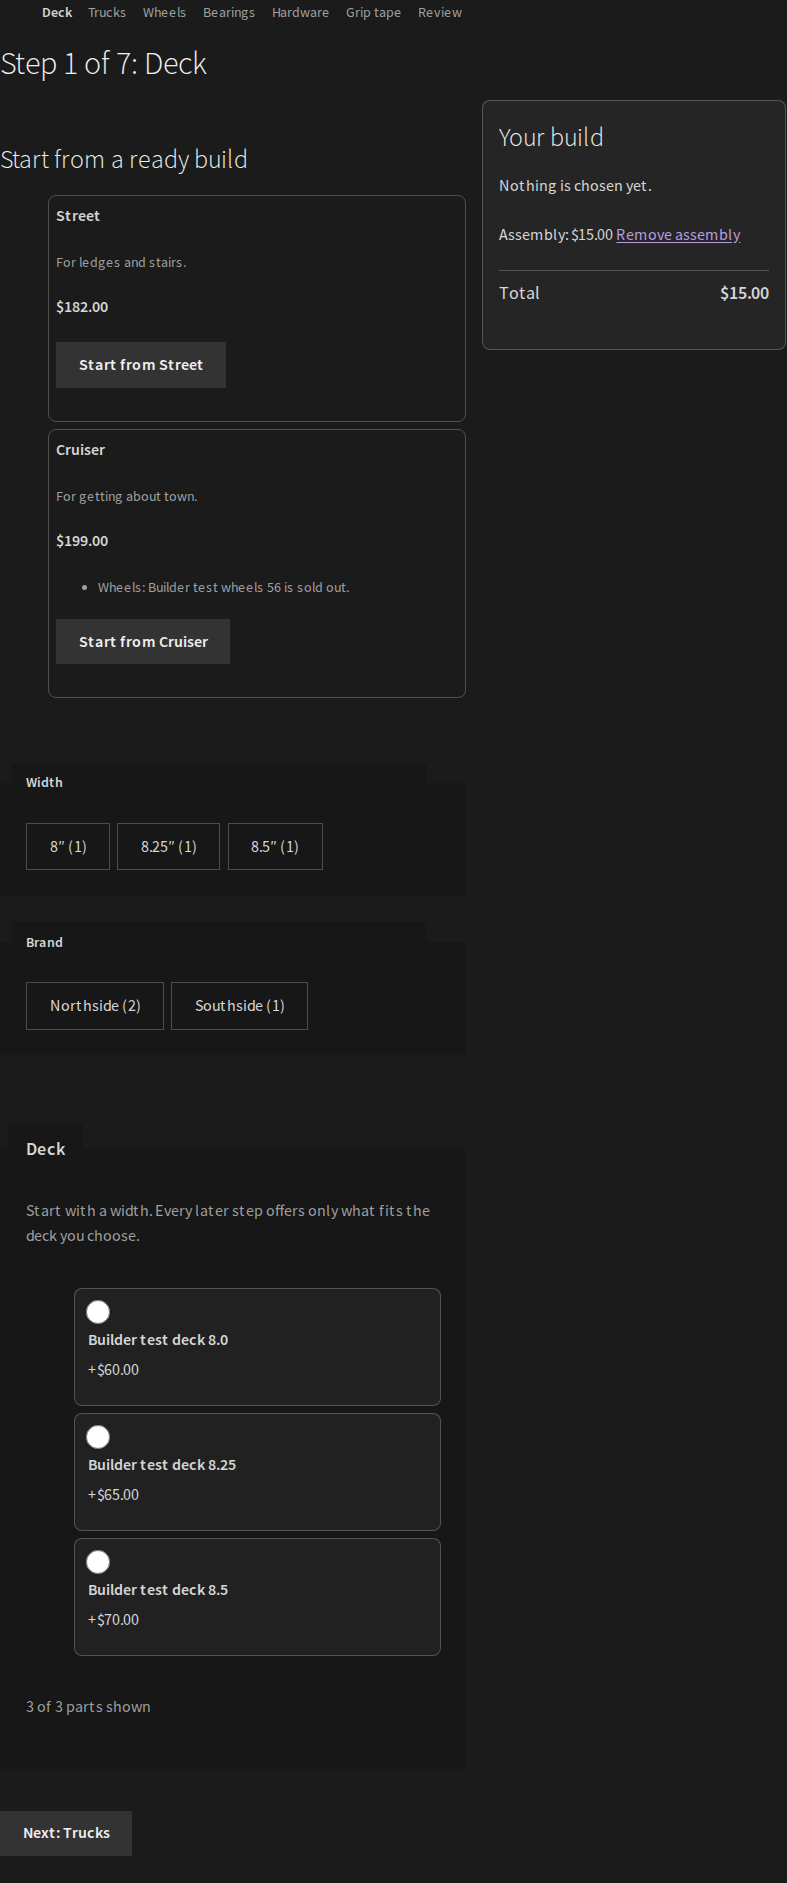 Deck Trucks Wheels Bearings Hardware Grip tape Review
Step 1 of 7: Deck
Start from a ready build
Street
For ledges and stairs.
$182.00
Start from Street
Cruiser
For getting about town.
$199.00
Wheels: Builder test wheels 56 is sold out.
Start from Cruiser
Your build
Nothing is chosen yet.
Assembly: $15.00 Remove assembly
Total $15.00
Width
8″ (1) 8.25″ (1) 8.5″ (1)
Brand
Northside (2) Southside (1)
Deck
Start with a width. Every later step offers only what fits the
deck you choose.
Builder test deck 8.0
+$60.00
Builder test deck 8.25
+$65.00
Builder test deck 8.5
+$70.00
3 of 3 parts shown
Next: Trucks